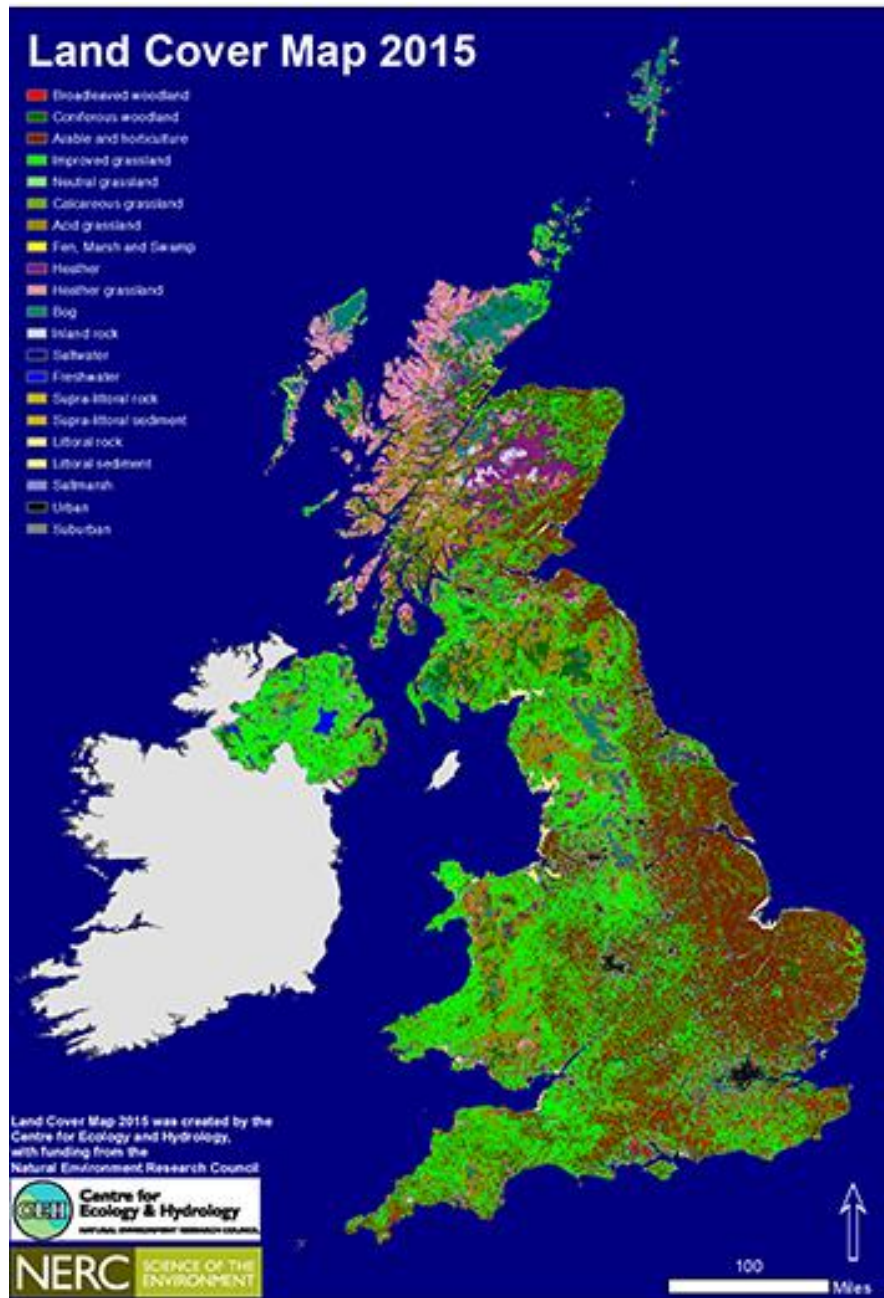 Land Cover Map 2015
Broadleaved woodland
Coniferous woodland
Arable and horticulture
Improved grassland
Neutral grassland
Calcareous grassland
Acid grassland
Fen, Marsh and Swamp
Heather
Heather grassland
Bog
Inland rock
Saltwater
Freshwater
Supra-littoral rock
Supra-littoral sediment
Littoral rock
Littoral sediment
Saltmarsh
Urban
Suburban
Land Cover Map 2015 was created by the
Centre for Ecology and Hydrology,
with funding from the
Natural Environment Research Council
CEH
Centre for
Ecology & Hydrology
NATURAL ENVIRONMENT RESEARCH COUNCIL
NERC
SCIENCE OF THE
ENVIRONMENT
100
Miles